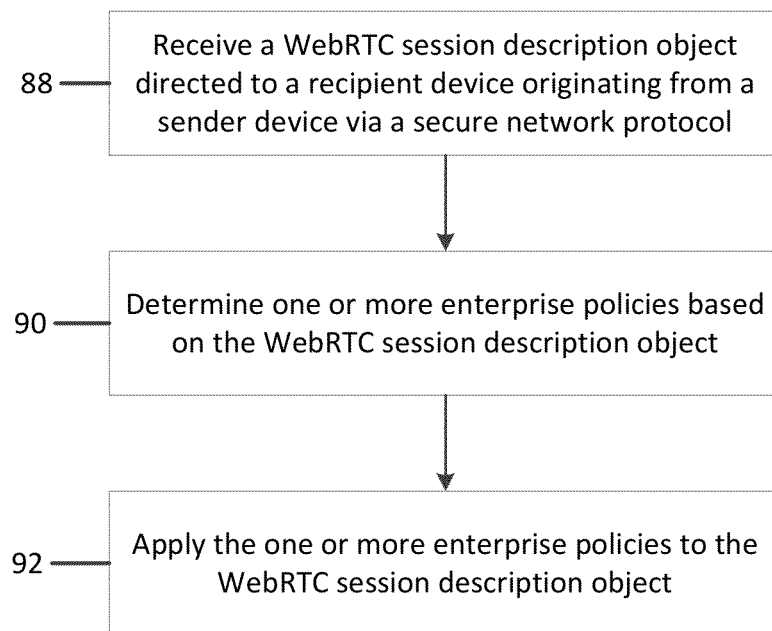 Receive a WebRTC session description object
88
directed to a recipient device originating from a
sender device via a secure network protocol
Determine one or more enterprise policies based
90
on the WebRTC session description object
Apply the one or more enterprise policies to the
92
WebRTC session description object